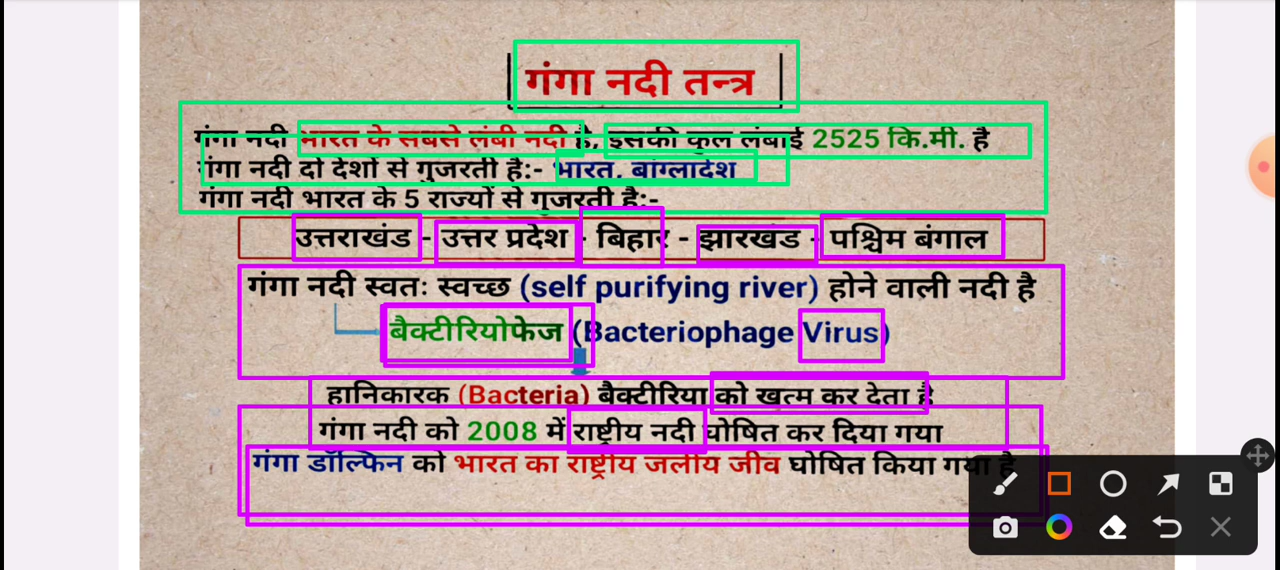 गंगा नदी तन्त्र
गंगा नदी भारत के सबसे लंबी नदी है, इसकी कुल लंबाई 2525 कि.मी. है
गंगा नदी दो देशों से गुजरती है:- भारत, बांग्लादेश
गंगा नदी भारत के 5 राज्यों से गुजरती है:-
उत्तराखंड - उत्तर प्रदेश - बिहार - झारखंड - पश्चिम बंगाल
गंगा नदी स्वतः स्वच्छ (self purifying river) होने वाली नदी है
बैक्टीरियोफेज (Bacteriophage Virus)
हानिकारक (Bacteria) बैक्टीरिया को खत्म कर देता है
गंगा नदी को 2008 में राष्ट्रीय नदी घोषित कर दिया गया
गंगा डॉल्फिन को भारत का राष्ट्रीय जलीय जीव घोषित किया गया है